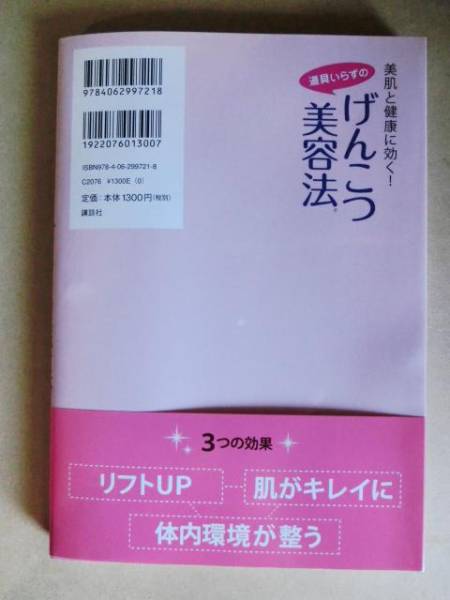 美肌と健康に効く!
道具いらずの
げんこつ
美容法®
9784062997218
1922076013007
ISBN978-4-06-299721-8
C2076 ¥1300E (0)
定価:本体1300円(税別)
講談社
3つの効果
リフトUP
肌がキレイに
体内環境が整う